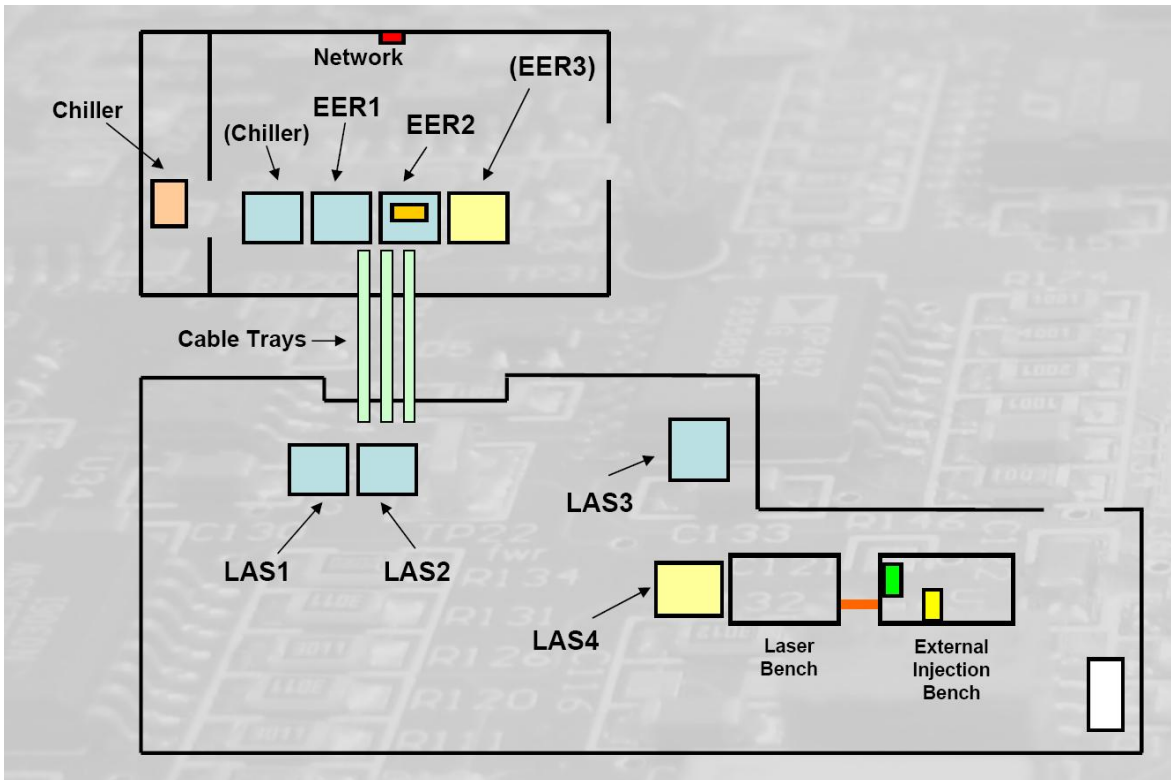 Network
(EER3)
Chiller
EER1
(Chiller)
EER2
Cable Trays
LAS3
LAS1
LAS2
LAS4
Laser
Bench
External
Injection
Bench